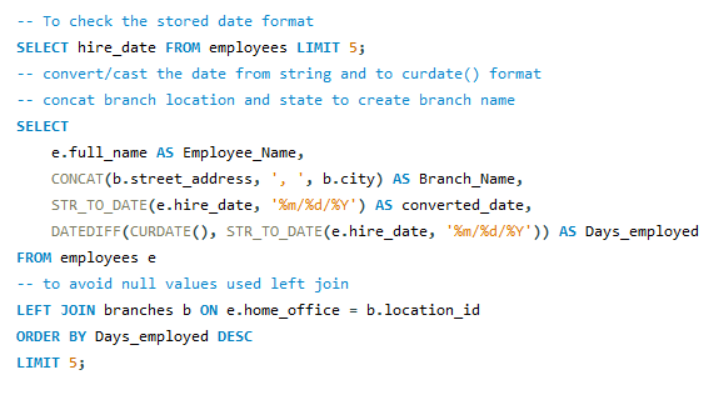 -- To check the stored date format
SELECT hire_date FROM employees LIMIT 5;
-- convert/cast the date from string and to curdate() format
-- concat branch location and state to create branch name
SELECT
    e.full_name AS Employee_Name,
    CONCAT(b.street_address, ', ', b.city) AS Branch_Name,
    STR_TO_DATE(e.hire_date, '%m/%d/%Y') AS converted_date,
    DATEDIFF(CURDATE(), STR_TO_DATE(e.hire_date, '%m/%d/%Y')) AS Days_employed
FROM employees e
-- to avoid null values used left join
LEFT JOIN branches b ON e.home_office = b.location_id
ORDER BY Days_employed DESC
LIMIT 5;